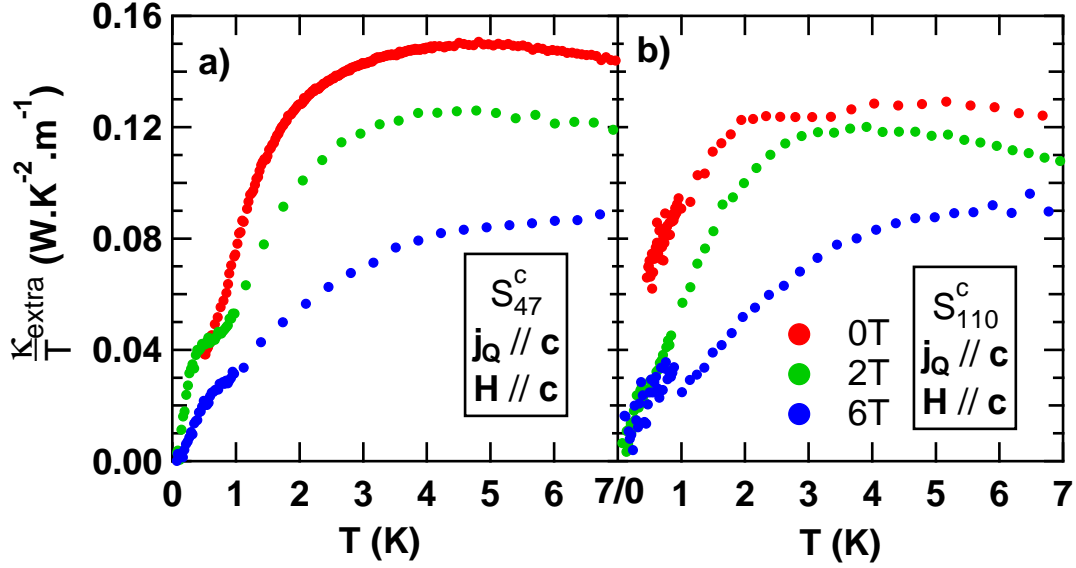 0.16
0.12
0.08
0.04
0.00
κextra/T (W.K-2.m-1)
a)
S47c
jQ // c
H // c
0 1 2 3 4 5 6 7/0 1 2 3 4 5 6 7
T (K)
b)
0T
2T
6T
S110c
jQ // c
H // c
T (K)